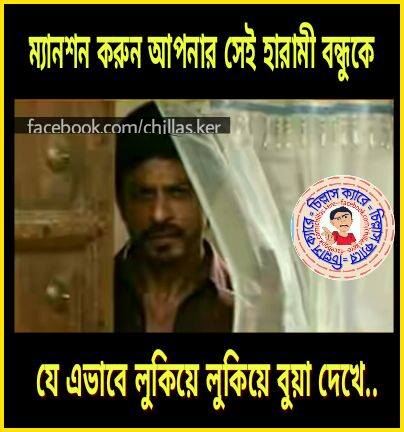 ম্যানশন করুন আপনার সেই হারামী বন্ধুকে
facebook.com/chillas.ker
চিল্লাস ক্যারে = চিল্লাস ক্যারে = চিল্লাস ক্যারে =
যে এভাবে লুকিয়ে লুকিয়ে বুয়া দেখে..